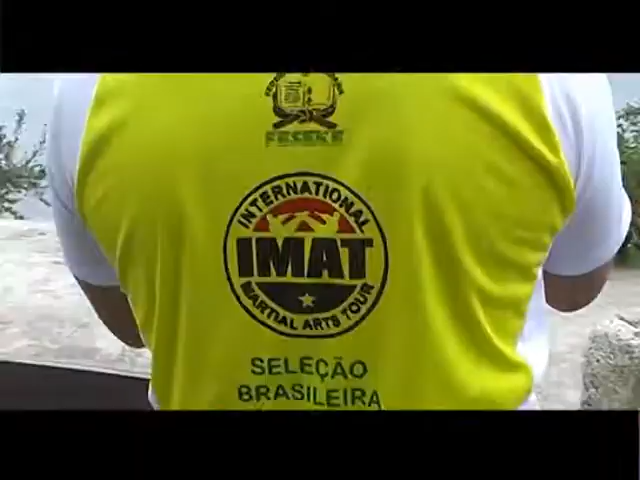 FESEKE
INTERNATIONAL
IMAT
MARTIAL ARTS TOUR
SELEÇÃO
BRASILEIRA